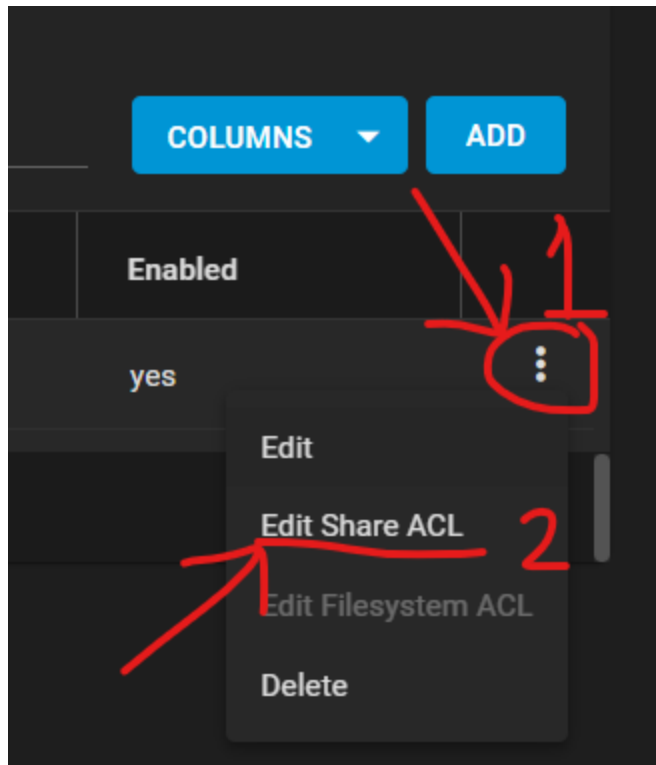 COLUMNS ADD
1
Enabled
yes
Edit
Edit Share ACL 2
Edit Filesystem ACL
Delete